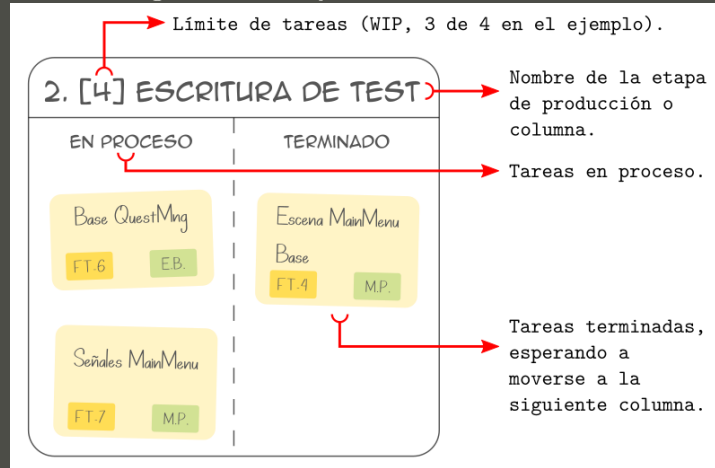 Límite de tareas (WIP, 3 de 4 en el ejemplo).
2. [4] ESCRITURA DE TEST
Nombre de la etapa
de producción o
columna.
EN PROCESO
TERMINADO
Tareas en proceso.
Base QuestMng
FT.6
E.B.
Escena MainMenu
Base
FT.4
M.P.
Señales MainMenu
FT.7
M.P.
Tareas terminadas,
esperando a
moverse a la
siguiente columna.